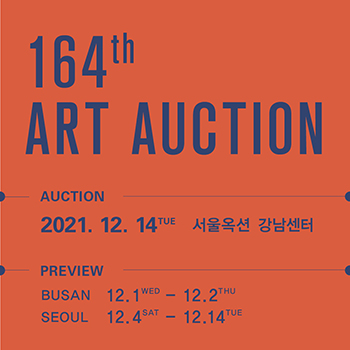 164th
ART AUCTION
AUCTION
2021. 12. 14TUE 서울옥션 강남센터
PREVIEW
BUSAN 12.1WED – 12.2THU
SEOUL 12.4SAT – 12.14TUE